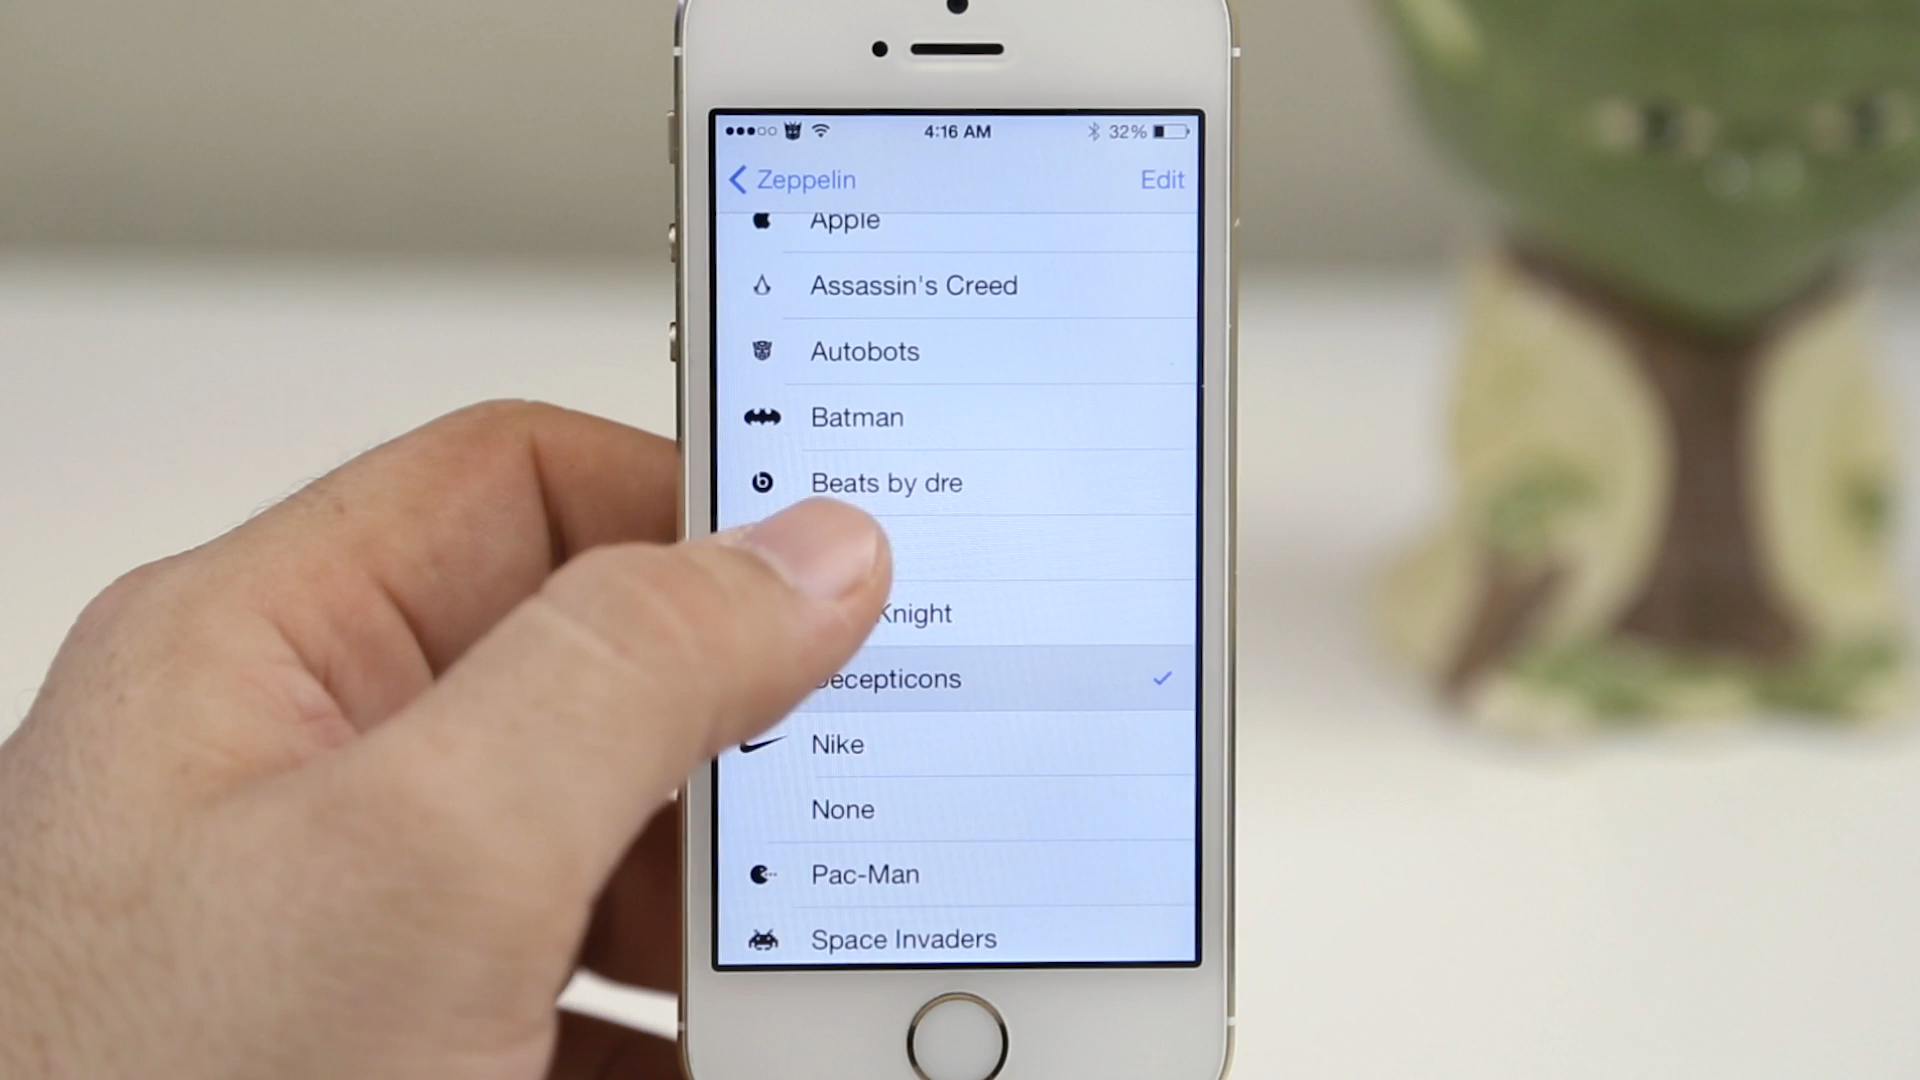 4:16 AM 32%
Zeppelin Edit
Apple
Assassin's Creed
Autobots
Batman
Beats by dre
Knight
Decepticons
Nike
None
Pac-Man
Space Invaders